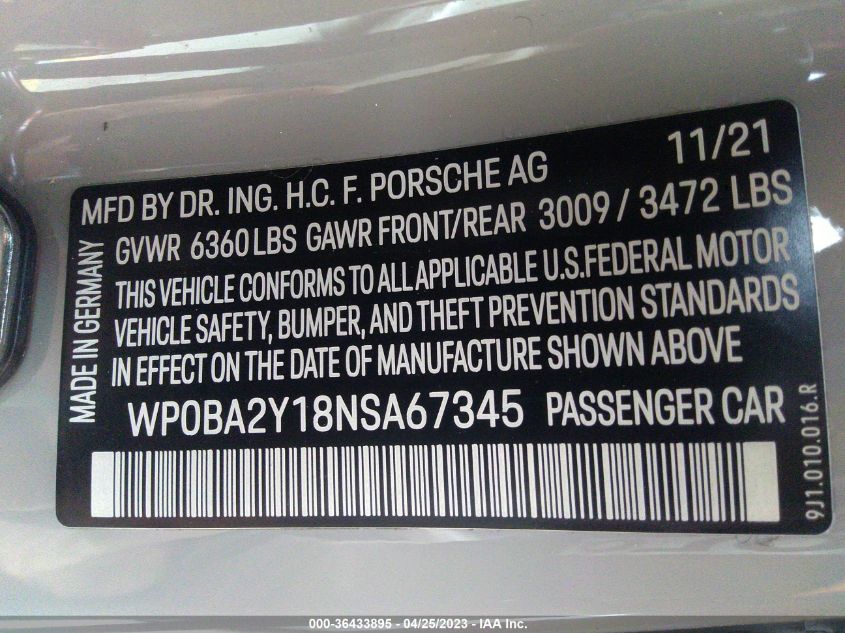 11/21
MFD BY DR. ING. H.C. F. PORSCHE AG
GVWR 6360LBS GAWR FRONT/REAR 3009 / 3472 LBS
THIS VEHICLE CONFORMS TO ALL APPLICABLE U.S.FEDERAL MOTOR
VEHICLE SAFETY, BUMPER, AND THEFT PREVENTION STANDARDS
IN EFFECT ON THE DATE OF MANUFACTURE SHOWN ABOVE
WP0BA2Y18NSA67345 PASSENGER CAR
MADE IN GERMANY
9J1.010.016.R
000-36433895 - 04/25/2023 - IAA Inc.